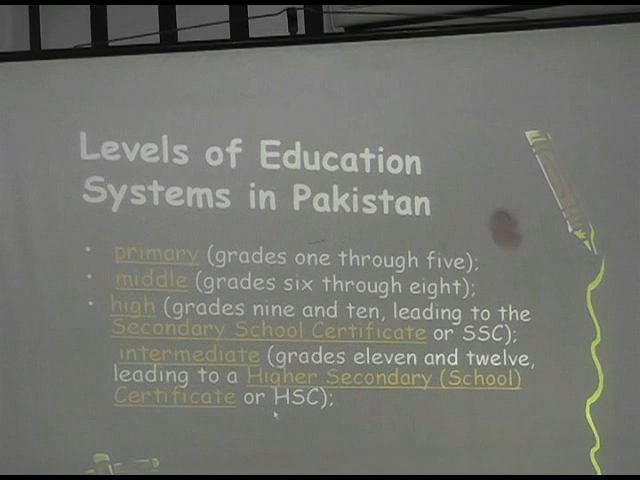 Levels of Education
Systems in Pakistan
• primary (grades one through five);
• middle (grades six through eight);
• high (grades nine and ten, leading to the
Secondary School Certificate or SSC);
intermediate (grades eleven and twelve,
leading to a Higher Secondary (School)
Certificate or HSC);